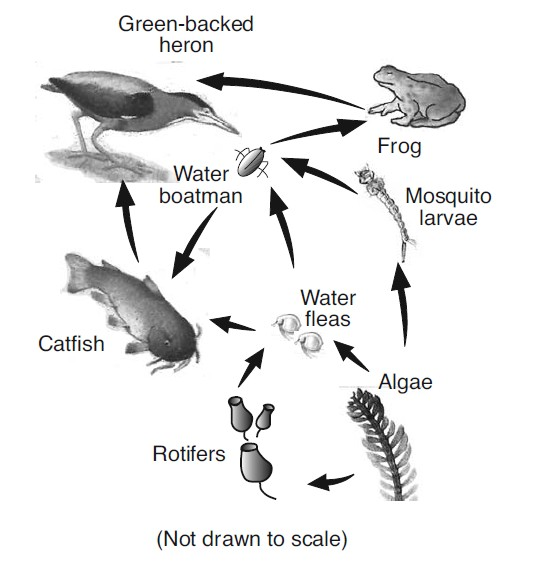 Green-backed
heron
Frog
Water
boatman
Mosquito
larvae
Water
fleas
Catfish
Algae
Rotifers
(Not drawn to scale)